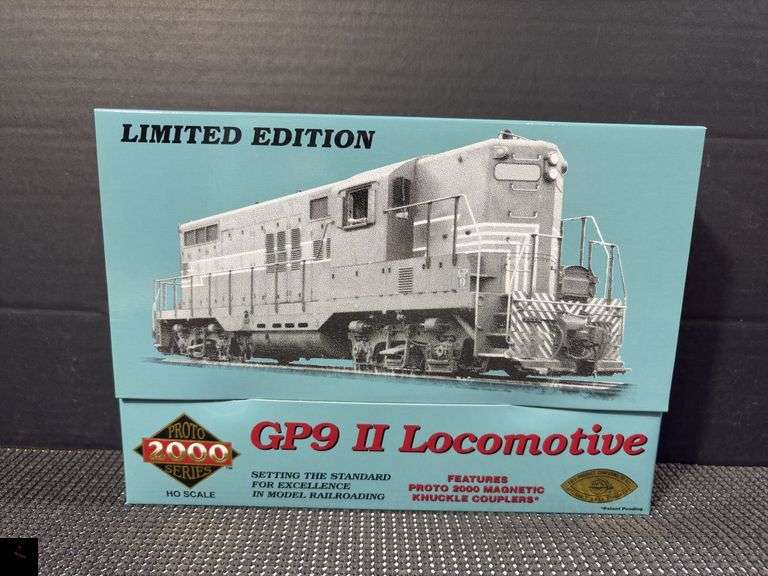 LIMITED EDITION
PROTO
2000
SERIES
HO SCALE
GP9 II Locomotive
SETTING THE STANDARD
FOR EXCELLENCE
IN MODEL RAILROADING
FEATURES
PROTO 2000 MAGNETIC
KNUCKLE COUPLERS*
*Patent Pending